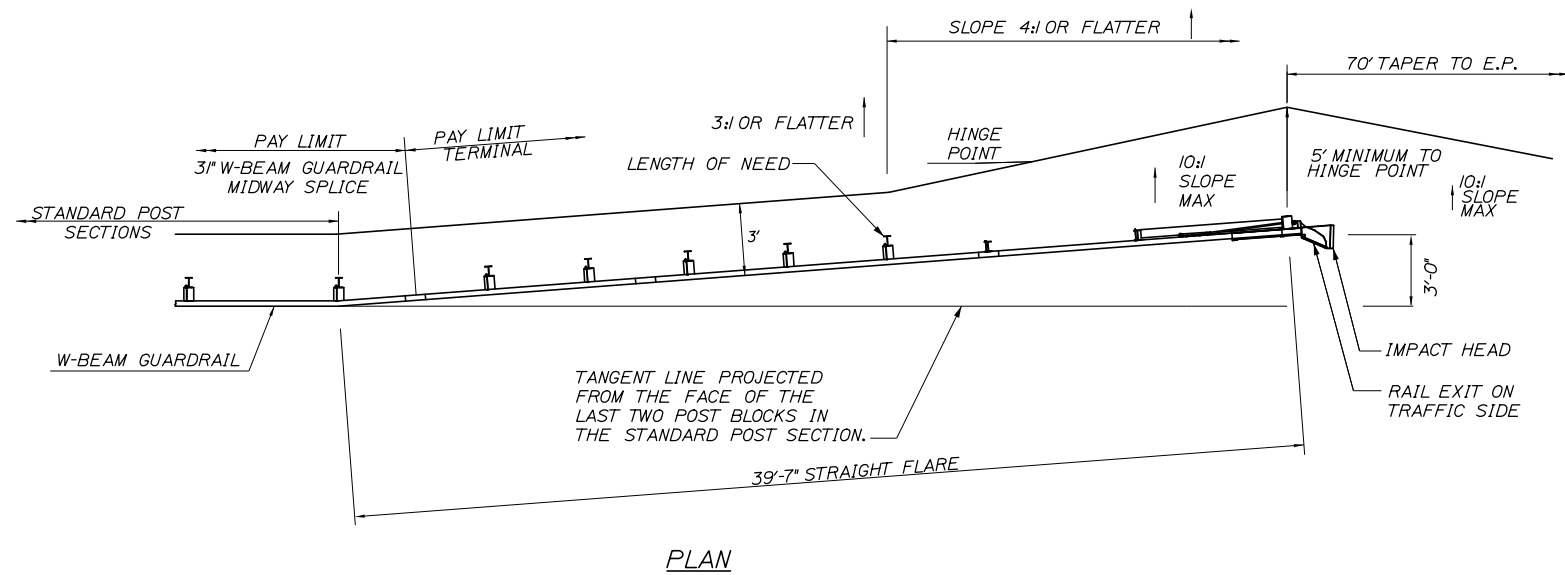 SLOPE 4:1 OR FLATTER
70' TAPER TO E.P.
3:1 OR FLATTER
HINGE
POINT
PAY LIMIT
31" W-BEAM GUARDRAIL
MIDWAY SPLICE
PAY LIMIT
TERMINAL
LENGTH OF NEED
10:1
SLOPE
MAX
5' MINIMUM TO
HINGE POINT
10:1
SLOPE
MAX
STANDARD POST
SECTIONS
3'
3'-0"
W-BEAM GUARDRAIL
IMPACT HEAD
RAIL EXIT ON
TRAFFIC SIDE
TANGENT LINE PROJECTED
FROM THE FACE OF THE
LAST TWO POST BLOCKS IN
THE STANDARD POST SECTION.
39'-7" STRAIGHT FLARE
PLAN